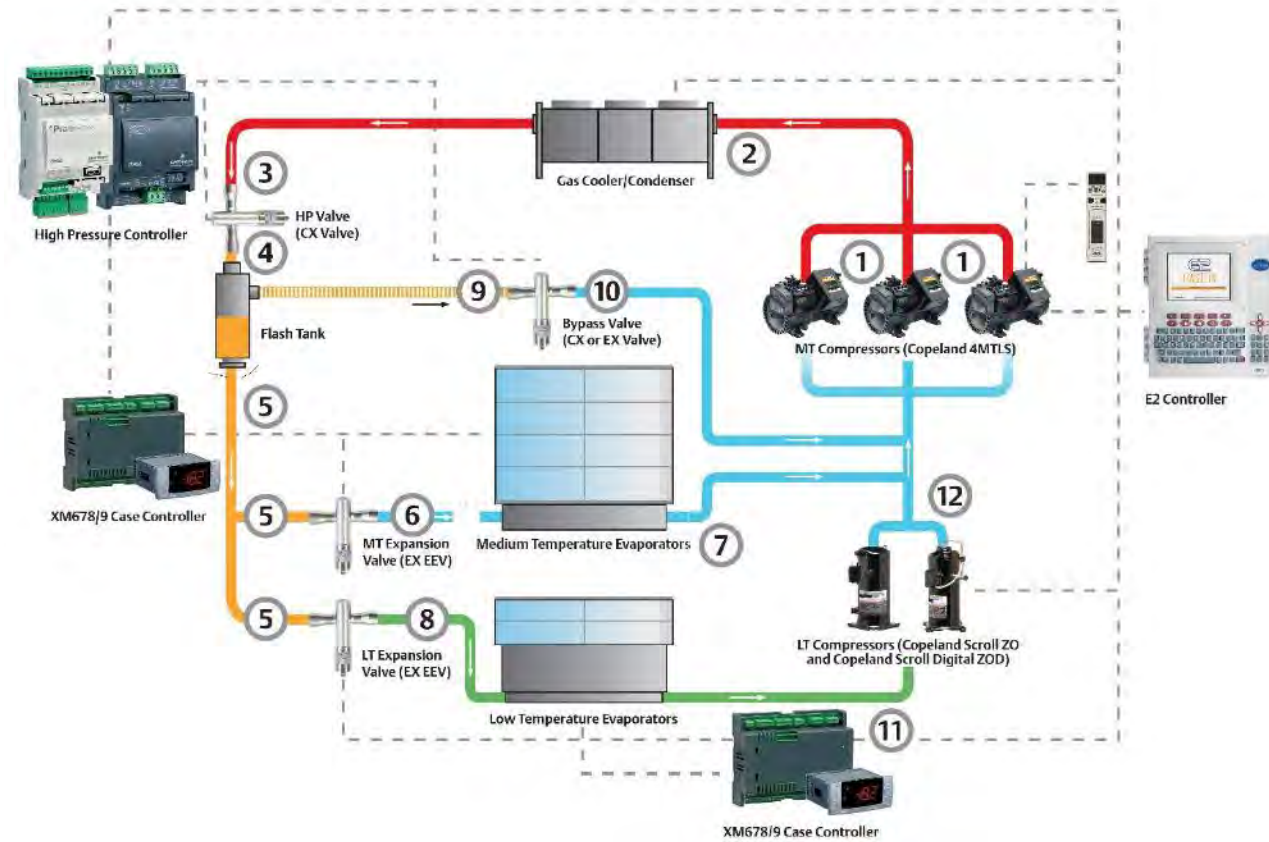 2
Gas Cooler/Condenser
3
HP Valve
(CX Valve)
High Pressure Controller
4
1
1
9
10
Flash Tank
Bypass Valve
(CX or EX Valve)
MT Compressors (Copeland 4MTLS)
E2 Controller
5
12
XM678/9 Case Controller
5
6
MT Expansion
Valve (EX EEV)
Medium Temperature Evaporators
7
5
8
LT Expansion
Valve (EX EEV)
LT Compressors (Copeland Scroll ZO
and Copeland Scroll Digital ZOD)
Low Temperature Evaporators
11
XM678/9 Case Controller